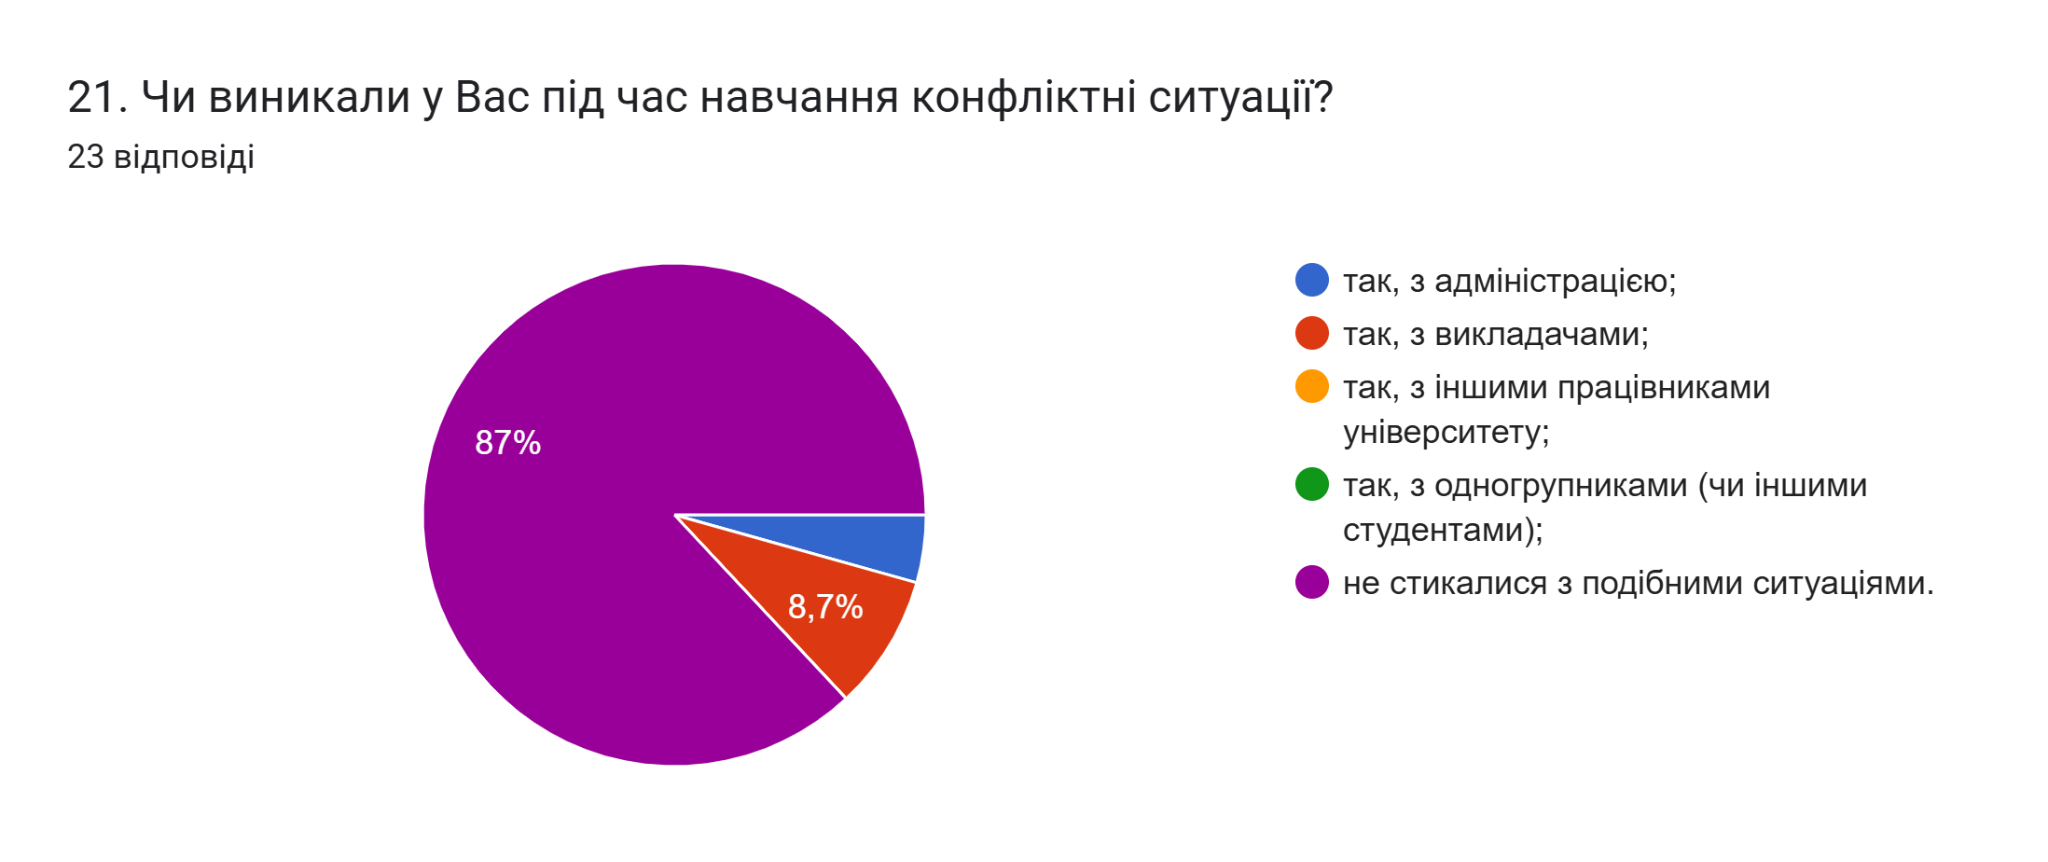 21. Чи виникали у Вас під час навчання конфліктні ситуації?
23 відповіді
так, з адміністрацією;
так, з викладачами;
так, з іншими працівниками
університету;
так, з одногрупниками (чи іншими
студентами);
не стикалися з подібними ситуаціями.
87%
8,7%